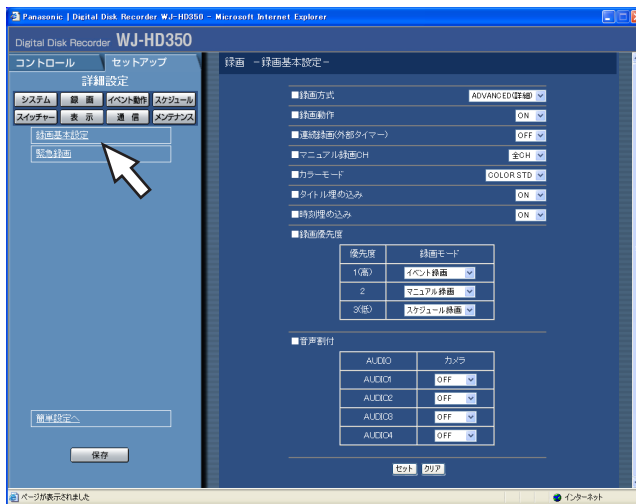 Panasonic | Digital Disk Recorder WJ-HD350 - Microsoft Internet Explorer
Digital Disk Recorder WJ-HD350
コントロール セットアップ
詳細設定
システム 録 画 イベント動作 スケジュール
スイッチャー 表 示 通 信 メンテナンス
録画基本設定
緊急録画
簡単設定へ
保存
録画 －録画基本設定－
■録画方式 ADVANCED(詳細)
■録画動作 ON
■連続録画(外部タイマー) OFF
■マニュアル録画CH 全CH
■カラーモード COLOR STD
■タイトル埋め込み ON
■時刻埋め込み ON
■録画優先度
優先度 録画モード
1(高) イベント録画
2 マニュアル録画
3(低) スケジュール録画
■音声割付
AUDIO カメラ
AUDIO1 OFF
AUDIO2 OFF
AUDIO3 OFF
AUDIO4 OFF
セット クリア
ページが表示されました インターネット